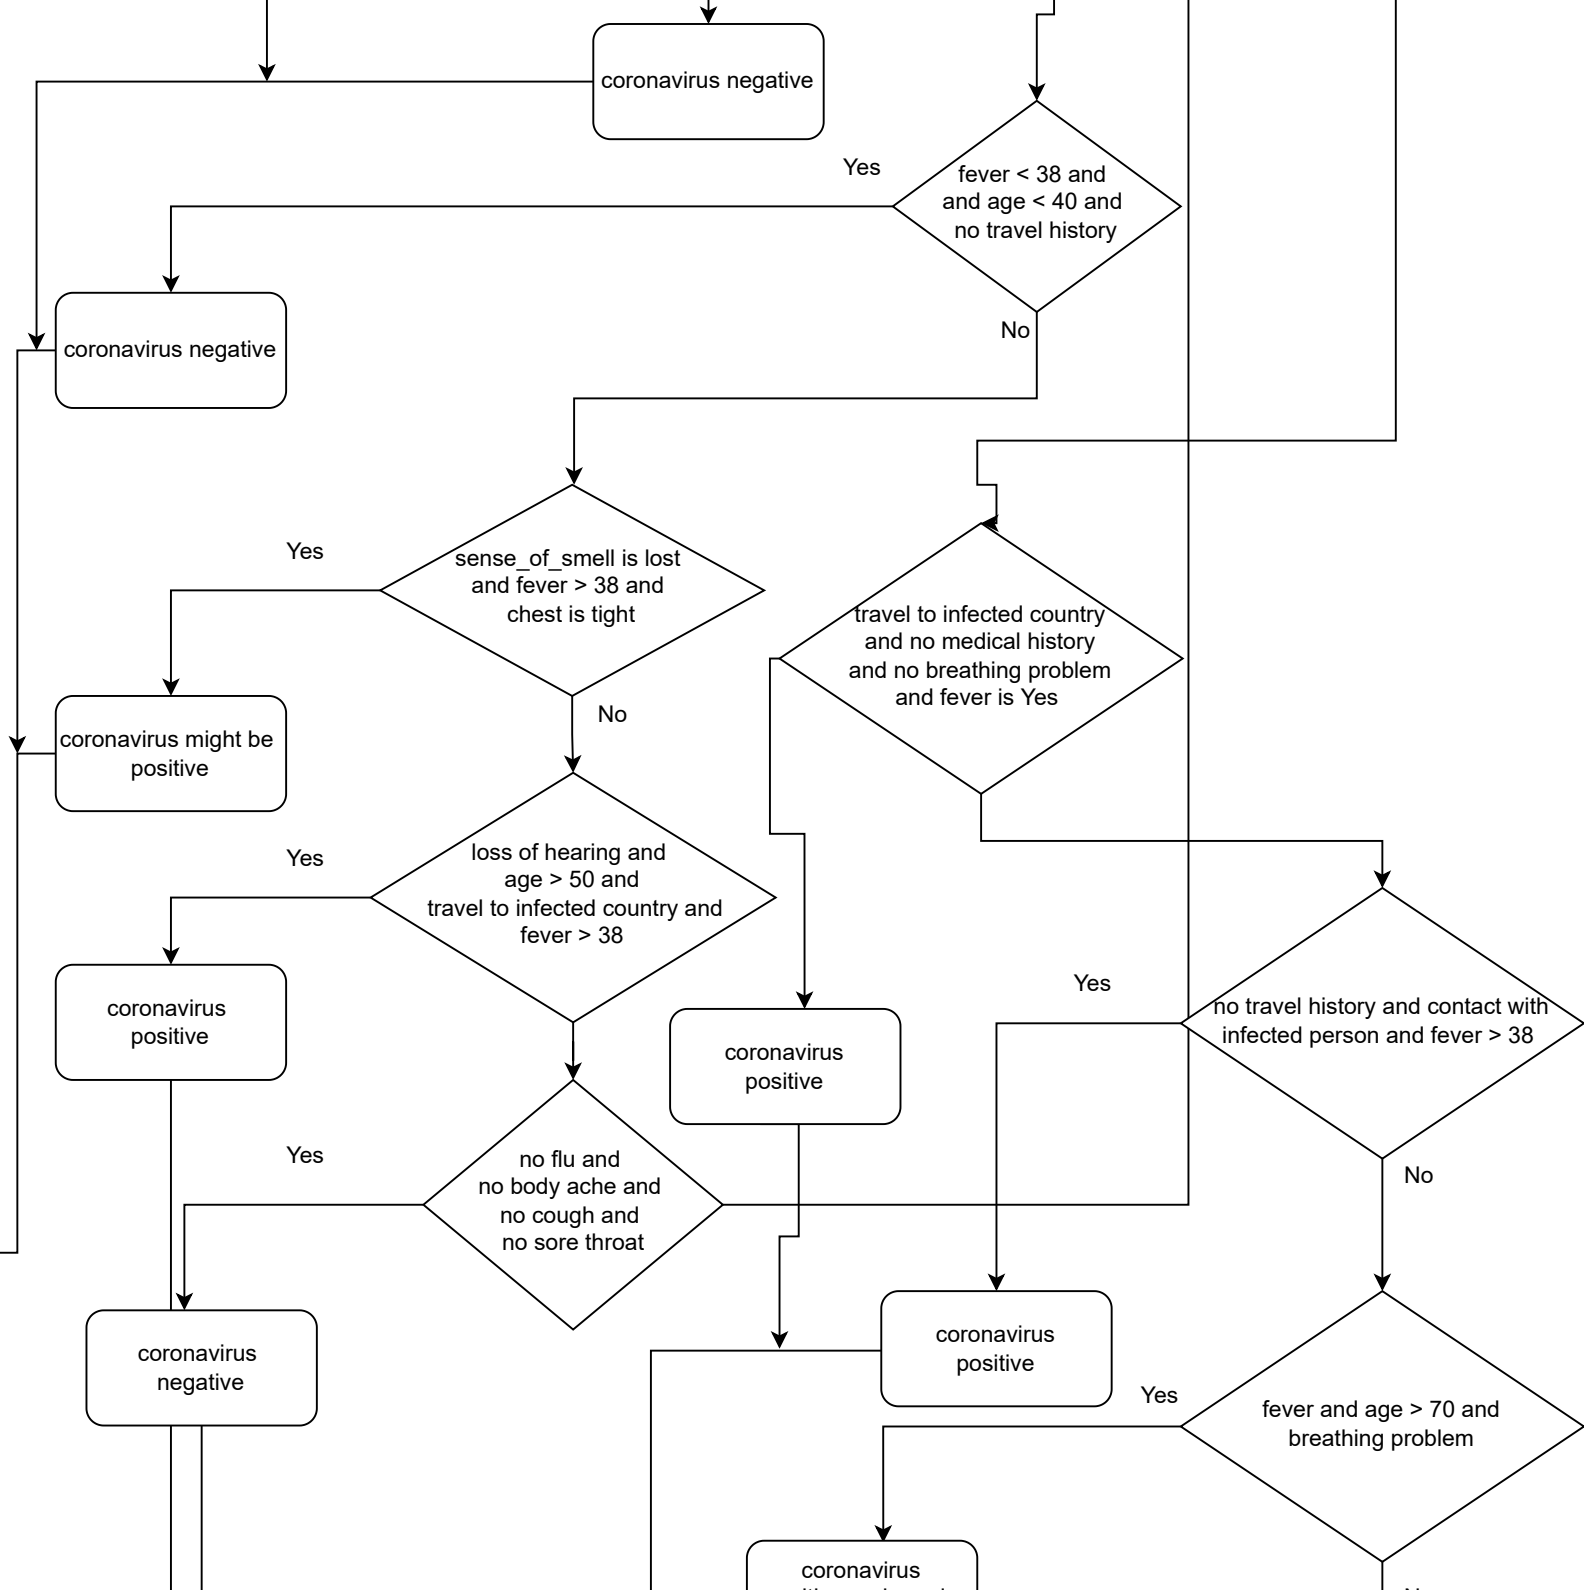 coronavirus negative
Yes
fever < 38 and
and age < 40 and
no travel history
No
coronavirus negative
Yes
sense_of_smell is lost
and fever > 38 and
chest is tight
No
travel to infected country
and no medical history
and no breathing problem
and fever is Yes
coronavirus might be
positive
Yes
loss of hearing and
age > 50 and
travel to infected country and
fever > 38
coronavirus
positive
coronavirus
positive
Yes
no travel history and contact with
infected person and fever > 38
No
Yes
no flu and
no body ache and
no cough and
no sore throat
coronavirus
negative
coronavirus
positive
Yes
fever and age > 70 and
breathing problem
coronavirus